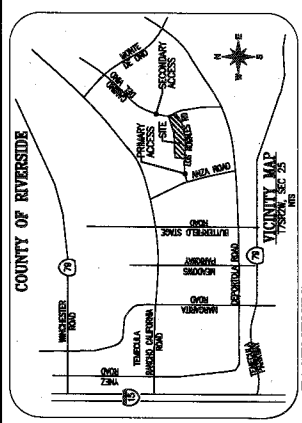 COUNTY OF RIVERSIDE
79
WINCHESTER
ROAD
YNEZ
ROAD
15
TEMECULA
RANCHO CALIFORNIA
ROAD
MARGARITA
ROAD
MEADOWS
PARKWAY
BUTTERFIELD STAGE
ROAD
PRIMARY
ACCESS
SITE
LOS NOGALES RD
ANZA ROAD
CAMINO
DEL VINO
MONTE
DE ORO
SECONDARY
ACCESS
DEPORTOLA ROAD
79
TEMECULA
PARKWAY
VICINITY MAP
T7SR2W, SEC 25
NTS